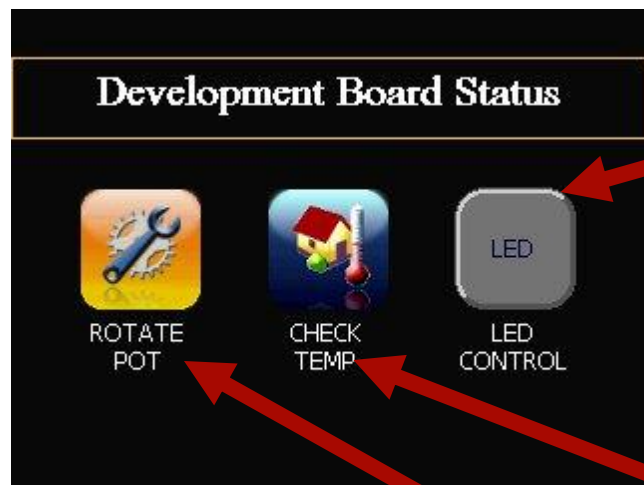 Development Board Status
LED
ROTATE
POT
CHECK
TEMP
LED
CONTROL